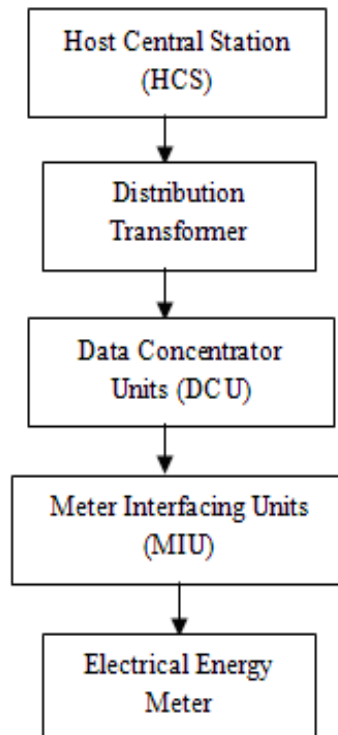 Host Central Station
(HCS)
Distribution
Transformer
Data Concentrator
Units (DCU)
Meter Interfacing Units
(MIU)
Electrical Energy
Meter